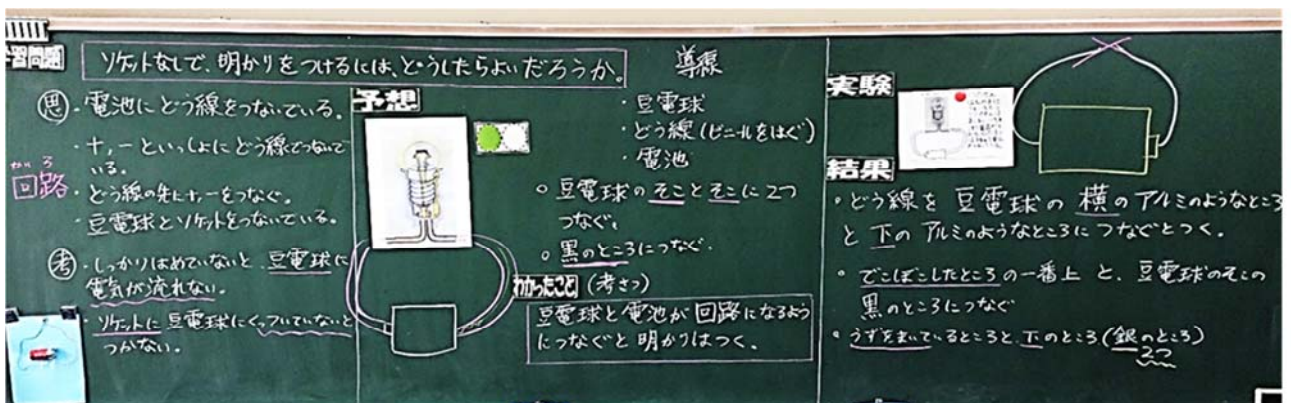 学習問題
ソケットなしで、明かりをつけるには、どうしたらよいだろうか。
思
・電池にどう線をつないでいる。
・+,-といっしょにどう線でつないで
いる。
かいろ
回路
・どう線の先に+,-をつなぐ。
・豆電球とソケットをつないでいる。
考
・しっかりはめていないと、豆電球に
電気が流れない。
・ソケットに豆電球にくっついていないと
つかない。
予想
導線
・豆電球
・どう線(ビニールをはぐ)
・電池
○豆電球のそことそこに2つ
つなぐ。
○黒のところにつなぐ.
わかったこと(考さつ)
豆電球と電池が回路になるよう
につなぐと明かりはつく。
実験
結果
・どう線を豆電球の横のアルミのようなところ
と下のアルミのようなところにつなぐとつく。
・でこぼこしたところの一番上と、豆電球のそこの
黒のところにつなぐ
・うずをまいているところと下のところ(銀のところ)
2つ